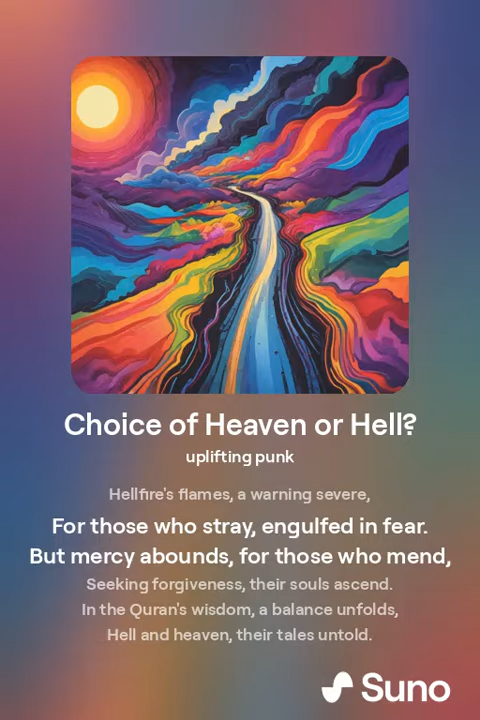 Choice of Heaven or Hell?
uplifting punk
Hellfire's flames, a warning severe,
For those who stray, engulfed in fear.
But mercy abounds, for those who mend,
Seeking forgiveness, their souls ascend.
In the Quran's wisdom, a balance unfolds,
Hell and heaven, their tales untold.
Suno